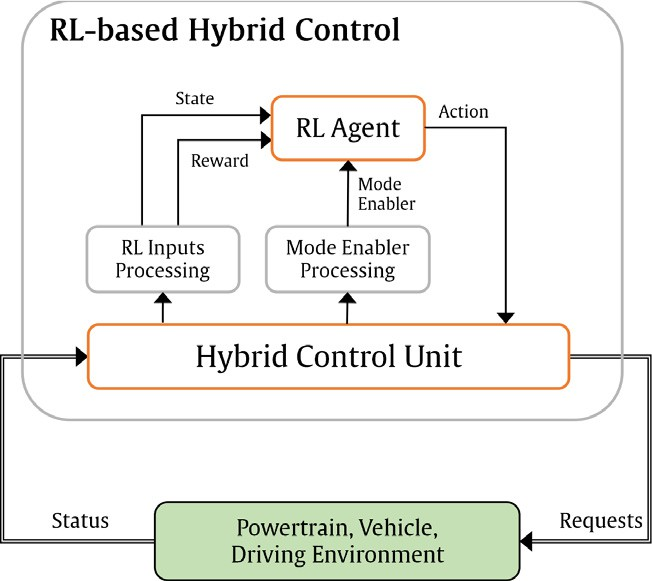 RL-based Hybrid Control
State
RL Agent
Action
Reward
Mode
Enabler
RL Inputs
Processing
Mode Enabler
Processing
Hybrid Control Unit
Status
Powertrain, Vehicle,
Driving Environment
Requests